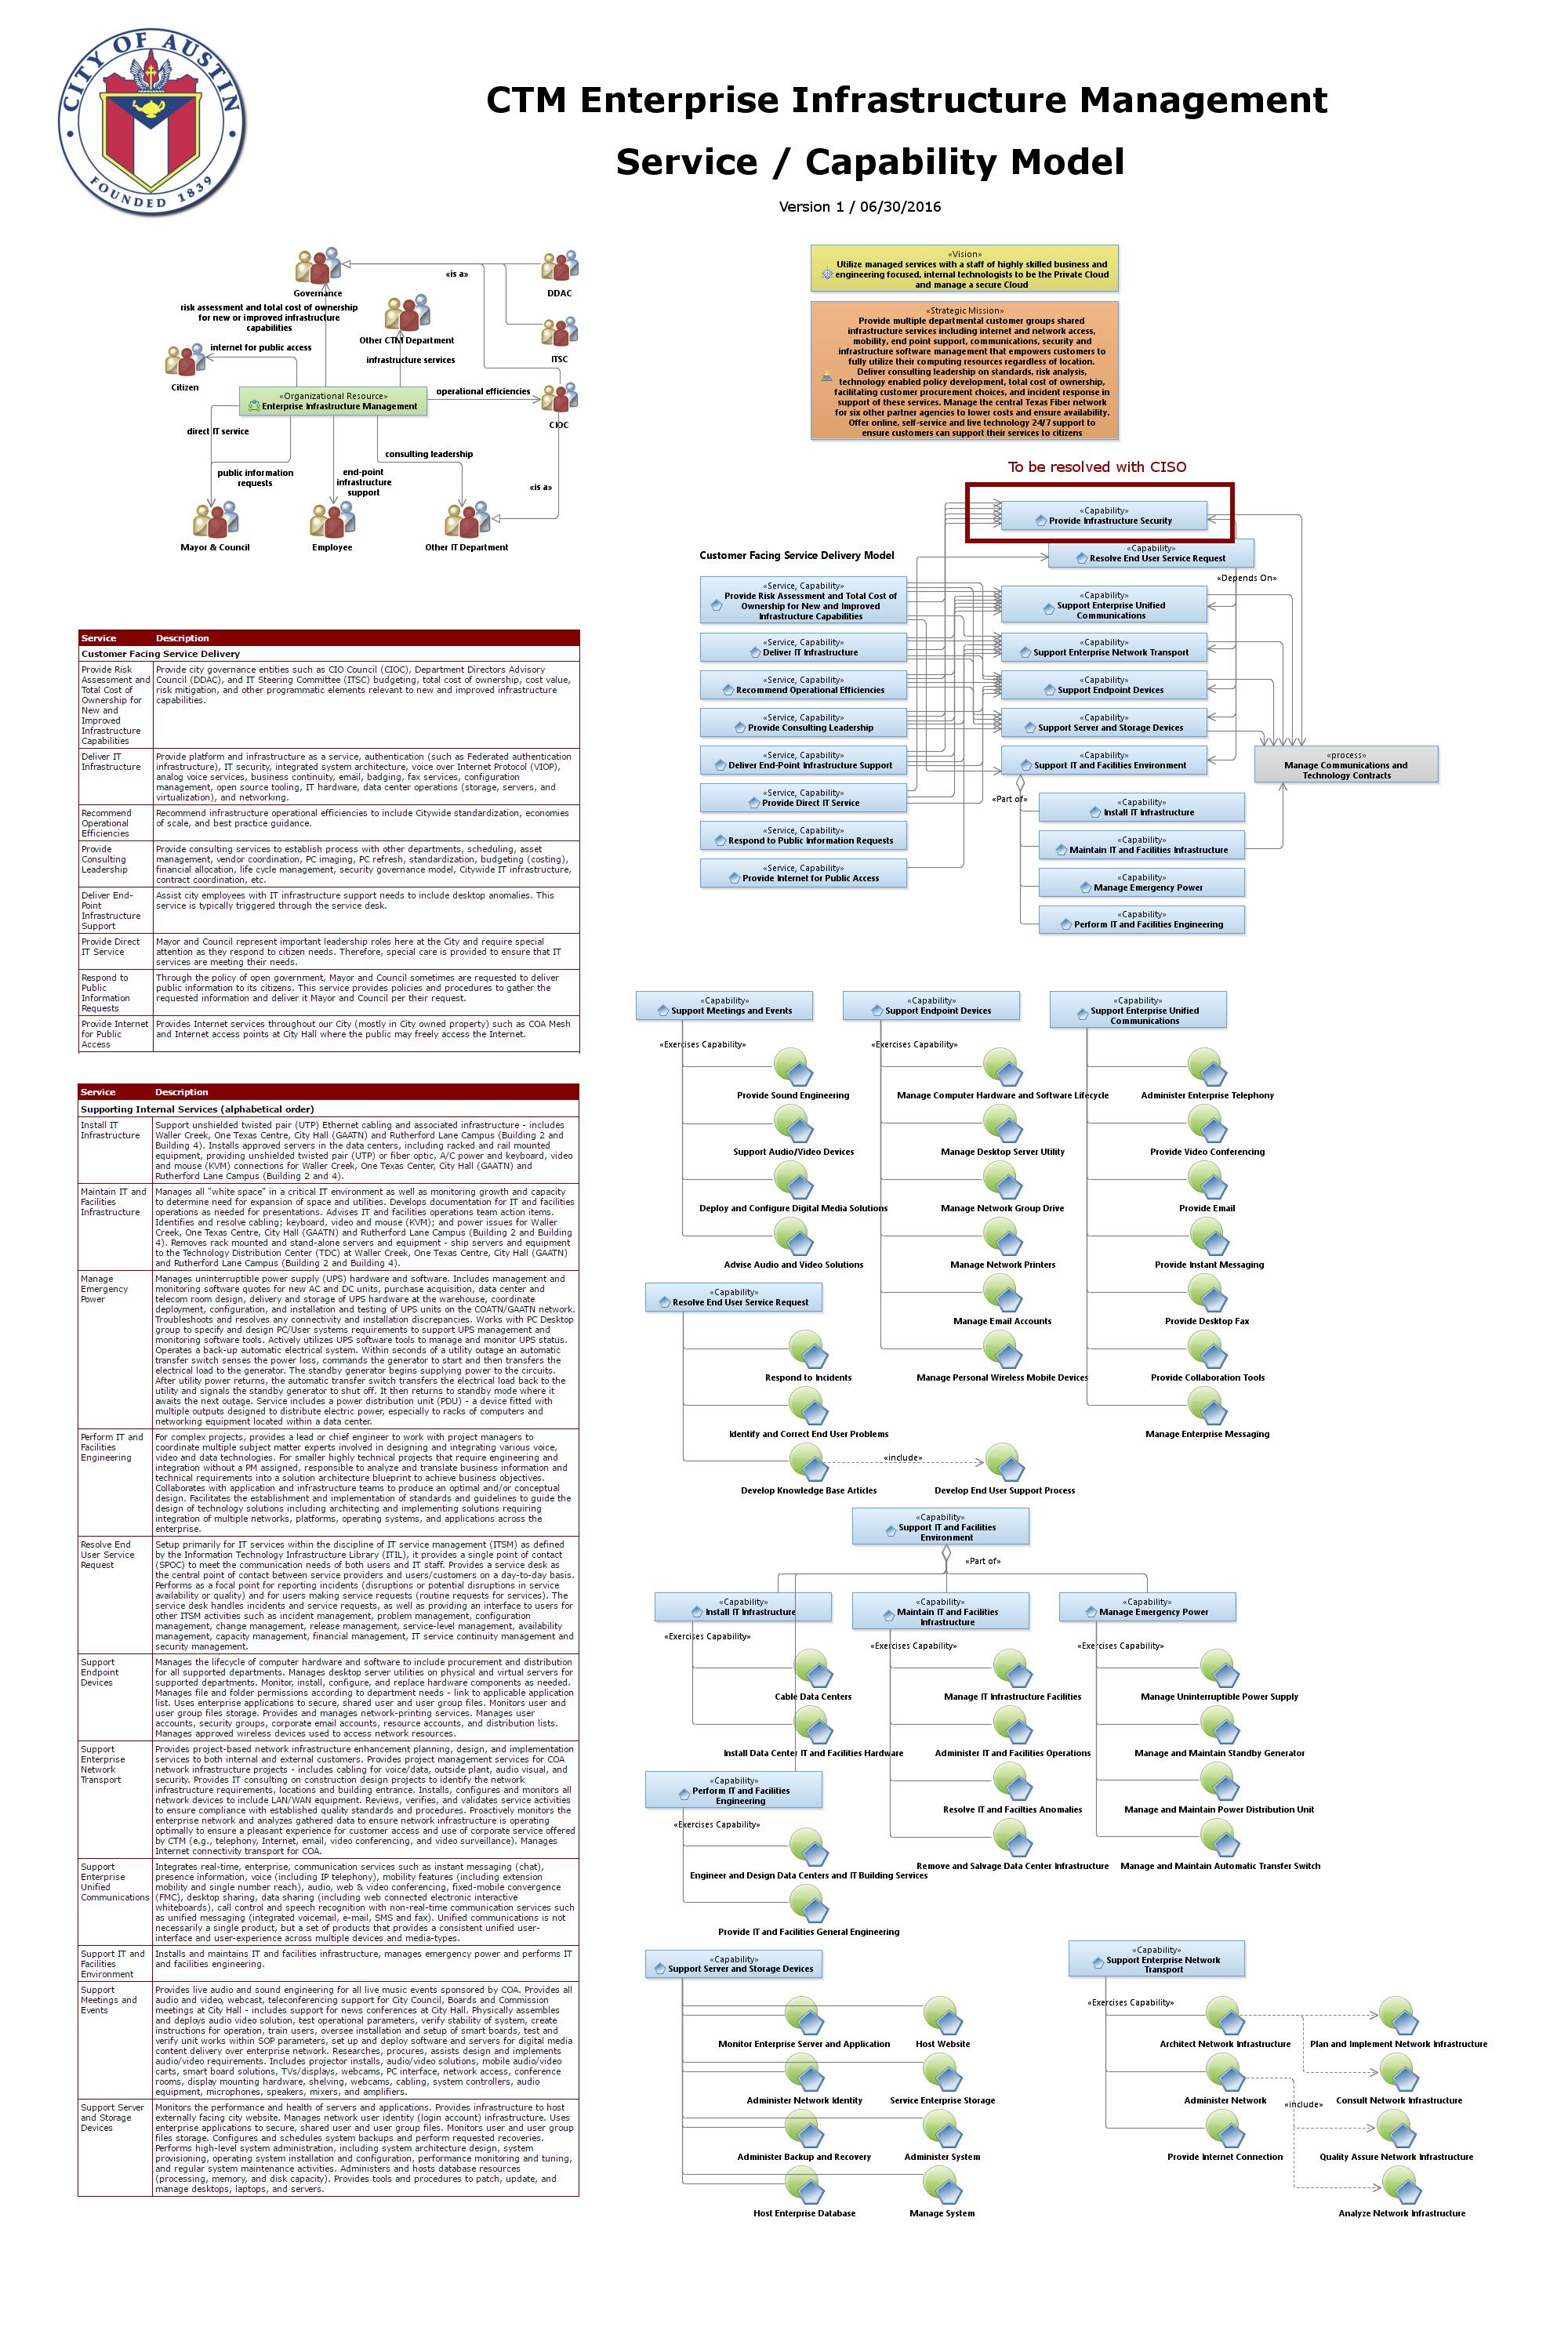 CITY OF AUSTIN
FOUNDED 1839
CTM Enterprise Infrastructure Management
Service / Capability Model
Version 1 / 06/30/2016
Governance
«is a»
DDAC
risk assessment and total cost of ownership
for new or improved infrastructure
capabilities
Other CTM Department
ITSC
internet for public access
infrastructure services
Citizen
«Organizational Resource»
Enterprise Infrastructure Management
operational efficiencies
CIOC
direct IT service
public information
requests
end-point
infrastructure
support
consulting leadership
«is a»
Mayor & Council
Employee
Other IT Department
«Vision»
Utilize managed services with a staff of highly skilled business and
engineering focused, internal technologists to be the Private Cloud
and manage a secure Cloud
«Strategic Mission»
Provide multiple departmental customer groups shared
infrastructure services including internet and network access,
mobility, end point support, communications, security and
infrastructure software management that empowers customers to
fully utilize their computing resources regardless of location.
Deliver consulting leadership on standards, risk analysis,
technology enabled policy development, total cost of ownership,
facilitating customer procurement choices, and incident response in
support of these services. Manage the central Texas Fiber network
for six other partner agencies to lower costs and ensure availability.
Offer online, self-service and live technology 24/7 support to
ensure customers can support their services to citizens
To be resolved with CISO
«Capability»
Provide Infrastructure Security
Customer Facing Service Delivery Model
«Capability»
Resolve End User Service Request
«Depends On»
«Service, Capability»
Provide Risk Assessment and Total Cost of
Ownership for New and Improved
Infrastructure Capabilities
«Capability»
Support Enterprise Unified
Communications
«Service, Capability»
Deliver IT Infrastructure
«Capability»
Support Enterprise Network Transport
«Service, Capability»
Recommend Operational Efficiencies
«Capability»
Support Endpoint Devices
«Service, Capability»
Provide Consulting Leadership
«Capability»
Support Server and Storage Devices
«Service, Capability»
Deliver End-Point Infrastructure Support
«Capability»
Support IT and Facilities Environment
«process»
Manage Communications and
Technology Contracts
«Service, Capability»
Provide Direct IT Service
«Part of»
«Capability»
Install IT Infrastructure
«Service, Capability»
Respond to Public Information Requests
«Capability»
Maintain IT and Facilities Infrastructure
«Service, Capability»
Provide Internet for Public Access
«Capability»
Manage Emergency Power
«Capability»
Perform IT and Facilities Engineering
Service Description
Customer Facing Service Delivery
Provide Risk
Assessment and
Total Cost of
Ownership for
New and
Improved
Infrastructure
Capabilities
Provide city governance entities such as CIO Council (CIOC), Department Directors Advisory
Council (DDAC), and IT Steering Committee (ITSC) budgeting, total cost of ownership, cost value,
risk mitigation, and other programmatic elements relevant to new and improved infrastructure
capabilities.
Deliver IT
Infrastructure
Provide platform and infrastructure as a service, authentication (such as Federated authentication
infrastructure), IT security, integrated system architecture, voice over Internet Protocol (VIOP),
analog voice services, business continuity, email, badging, fax services, configuration
management, open source tooling, IT hardware, data center operations (storage, servers, and
virtualization), and networking.
Recommend
Operational
Efficiencies
Recommend infrastructure operational efficiencies to include Citywide standardization, economies
of scale, and best practice guidance.
Provide
Consulting
Leadership
Provide consulting services to establish process with other departments, scheduling, asset
management, vendor coordination, PC imaging, PC refresh, standardization, budgeting (costing),
financial allocation, life cycle management, security governance model, Citywide IT infrastructure,
contract coordination, etc.
Deliver End-
Point
Infrastructure
Support
Assist city employees with IT infrastructure support needs to include desktop anomalies. This
service is typically triggered through the service desk.
Provide Direct
IT Service
Mayor and Council represent important leadership roles here at the City and require special
attention as they respond to citizen needs. Therefore, special care is provided to ensure that IT
services are meeting their needs.
Respond to
Public
Information
Requests
Through the policy of open government, Mayor and Council sometimes are requested to deliver
public information to its citizens. This service provides policies and procedures to gather the
requested information and deliver it Mayor and Council per their request.
Provide Internet
for Public
Access
Provides Internet services throughout our City (mostly in City owned property) such as COA Mesh
and Internet access points at City Hall where the public may freely access the Internet.
Service Description
Supporting Internal Services (alphabetical order)
Install IT
Infrastructure
Support unshielded twisted pair (UTP) Ethernet cabling and associated infrastructure - includes
Waller Creek, One Texas Centre, City Hall (GAATN) and Rutherford Lane Campus (Building 2 and
Building 4). Installs approved servers in the data centers, including racked and rail mounted
equipment, providing unshielded twisted pair (UTP) or fiber optic, A/C power and keyboard, video
and mouse (KVM) connections for Waller Creek, One Texas Center, City Hall (GAATN) and
Rutherford Lane Campus (Building 2 and 4).
Maintain IT and
Facilities
Infrastructure
Manages all "white space" in a critical IT environment as well as monitoring growth and capacity
to determine need for expansion of space and utilities. Develops documentation for IT and facilities
operations as needed for presentations. Advises IT and facilities operations team action items.
Identifies and resolve cabling; keyboard, video and mouse (KVM); and power issues for Waller
Creek, One Texas Centre, City Hall (GAATN) and Rutherford Lane Campus (Building 2 and Building
4). Removes rack mounted and stand-alone servers and equipment - ship servers and equipment
to the Technology Distribution Center (TDC) at Waller Creek, One Texas Centre, City Hall (GAATN)
and Rutherford Lane Campus (Building 2 and Building 4).
Manage
Emergency
Power
Manages uninterruptible power supply (UPS) hardware and software. Includes management and
monitoring software quotes for new AC and DC units, purchase acquisition, data center and
telecom room design, delivery and storage of UPS hardware at the warehouse, coordinate
deployment, configuration, and installation and testing of UPS units on the COATN/GAATN network.
Troubleshoots and resolves any connectivity and installation discrepancies. Works with PC Desktop
group to specify and design PC/User systems requirements to support UPS management and
monitoring software tools. Actively utilizes UPS software tools to manage and monitor UPS status.
Operates a back-up automatic electrical system. Within seconds of a utility outage an automatic
transfer switch senses the power loss, commands the generator to start and then transfers the
electrical load to the generator. The standby generator begins supplying power to the circuits.
After utility power returns, the automatic transfer switch transfers the electrical load back to the
utility and signals the standby generator to shut off. It then returns to standby mode where it
awaits the next outage. Service includes a power distribution unit (PDU) - a device fitted with
multiple outputs designed to distribute electric power, especially to racks of computers and
networking equipment located within a data center.
Perform IT and
Facilities
Engineering
For complex projects, provides a lead or chief engineer to work with project managers to
coordinate multiple subject matter experts involved in designing and integrating various voice,
video and data technologies. For smaller highly technical projects that require engineering and
integration without a PM assigned, responsible to analyze and translate business information and
technical requirements into a solution architecture blueprint to achieve business objectives.
Collaborates with application and infrastructure teams to produce an optimal and/or conceptual
design. Facilitates the establishment and implementation of standards and guidelines to guide the
design of technology solutions including architecting and implementing solutions requiring
integration of multiple networks, platforms, operating systems, and applications across the
enterprise.
Resolve End
User Service
Request
Setup primarily for IT services within the discipline of IT service management (ITSM) as defined
by the Information Technology Infrastructure Library (ITIL), it provides a single point of contact
(SPOC) to meet the communication needs of both users and IT staff. Provides a service desk as
the central point of contact between service providers and users/customers on a day-to-day basis.
Performs as a focal point for reporting incidents (disruptions or potential disruptions in service
availability or quality) and for users making service requests (routine requests for services). The
service desk handles incidents and service requests, as well as providing an interface to users for
other ITSM activities such as incident management, problem management, configuration
management, change management, release management, service-level management, availability
management, capacity management, financial management, IT service continuity management and
security management.
Support
Endpoint
Devices
Manages the lifecycle of computer hardware and software to include procurement and distribution
for all supported departments. Manages desktop server utilities on physical and virtual servers for
supported departments. Monitor, install, configure, and replace hardware components as needed.
Manages file and folder permissions according to department needs - link to applicable application
list. Uses enterprise applications to secure, shared user and user group files. Monitors user and
user group files storage. Provides and manages network-printing services. Manages user
accounts, security groups, corporate email accounts, resource accounts, and distribution lists.
Manages approved wireless devices used to access network resources.
Support
Enterprise
Network
Transport
Provides project-based network infrastructure enhancement planning, design, and implementation
services to both internal and external customers. Provides project management services for COA
network infrastructure projects - includes cabling for voice/data, outside plant, audio visual, and
security. Provides IT consulting on construction design projects to identify the network
infrastructure requirements, locations and building entrance. Installs, configures and monitors all
network devices to include LAN/WAN equipment. Reviews, verifies, and validates service activities
to ensure compliance with established quality standards and procedures. Proactively monitors the
enterprise network and analyzes gathered data to ensure network infrastructure is operating
optimally to ensure a pleasant experience for customer access and use of corporate service offered
by CTM (e.g., telephony, Internet, email, video conferencing, and video surveillance). Manages
Internet connectivity transport for COA.
Support
Enterprise
Unified
Communications
Integrates real-time, enterprise, communication services such as instant messaging (chat),
presence information, voice (including IP telephony), mobility features (including extension
mobility and single number reach), audio, web & video conferencing, fixed-mobile convergence
(FMC), desktop sharing, data sharing (including web connected electronic interactive
whiteboards), call control and speech recognition with non-real-time communication services such
as unified messaging (integrated voicemail, e-mail, SMS and fax). Unified communications is not
necessarily a single product, but a set of products that provides a consistent unified user-
interface and user-experience across multiple devices and media-types.
Support IT and
Facilities
Environment
Installs and maintains IT and facilities infrastructure, manages emergency power and performs IT
and facilities engineering.
Support
Meetings and
Events
Provides live audio and sound engineering for all live music events sponsored by COA. Provides all
audio and video, webcast, teleconferencing support for City Council, Boards and Commission
meetings at City Hall - includes support for news conferences at City Hall. Physically assembles
and deploys audio video solution, test operational parameters, verify stability of system, create
instructions for operation, train users, oversee installation and setup of smart boards, test and
verify unit works within SOP parameters, set up and deploy software and servers for digital media
content delivery over enterprise network. Researches, procures, assists design and implements
audio/video requirements. Includes projector installs, audio/video solutions, mobile audio/video
carts, smart board solutions, TVs/displays, webcams, PC interface, network access, conference
rooms, display mounting hardware, shelving, webcams, cabling, system controllers, audio
equipment, microphones, speakers, mixers, and amplifiers.
Support Server
and Storage
Devices
Monitors the performance and health of servers and applications. Provides infrastructure to host
externally facing city website. Manages network user identity (login account) infrastructure. Uses
enterprise applications to secure, shared user and user group files. Monitors user and user group
files storage. Configures and schedules system backups and perform requested recoveries.
Performs high-level system administration, including system architecture design, system
provisioning, operating system installation and configuration, performance monitoring and tuning,
and regular system maintenance activities. Administers and hosts database resources
(processing, memory, and disk capacity). Provides tools and procedures to patch, update, and
manage desktops, laptops, and servers.
«Capability»
Support Meetings and Events
«Exercises Capability»
Provide Sound Engineering
Support Audio/Video Devices
Deploy and Configure Digital Media Solutions
Advise Audio and Video Solutions
«Capability»
Support Endpoint Devices
«Exercises Capability»
Manage Computer Hardware and Software Lifecycle
Manage Desktop Server Utility
Manage Network Group Drive
Manage Network Printers
Manage Email Accounts
Manage Personal Wireless Mobile Devices
«Capability»
Support Enterprise Unified
Communications
Administer Enterprise Telephony
Provide Video Conferencing
Provide Email
Provide Instant Messaging
Provide Desktop Fax
Provide Collaboration Tools
Manage Enterprise Messaging
«Capability»
Resolve End User Service Request
Respond to Incidents
Identify and Correct End User Problems
«include»
Develop Knowledge Base Articles
Develop End User Support Process
«Capability»
Support IT and Facilities
Environment
«Part of»
«Capability»
Install IT Infrastructure
«Exercises Capability»
Cable Data Centers
Install Data Center IT and Facilities Hardware
«Capability»
Maintain IT and Facilities
Infrastructure
«Exercises Capability»
Manage IT Infrastructure Facilities
Administer IT and Facilities Operations
Resolve IT and Facilties Anomalies
Remove and Salvage Data Center Infrastructure
«Capability»
Manage Emergency Power
«Exercises Capability»
Manage Uninterruptible Power Supply
Manage and Maintain Standby Generator
Manage and Maintain Power Distribution Unit
Manage and Maintain Automatic Transfer Switch
«Capability»
Perform IT and Facilities
Engineering
«Exercises Capability»
Engineer and Design Data Centers and IT Building Services
Provide IT and Facilities General Engineering
«Capability»
Support Server and Storage Devices
Monitor Enterprise Server and Application
Host Website
Administer Network Identity
Service Enterprise Storage
Administer Backup and Recovery
Administer System
Host Enterprise Database
Manage System
«Capability»
Support Enterprise Network
Transport
«Exercises Capability»
Architect Network Infrastructure
Plan and Implement Network Infrastructure
Administer Network
«include»
Consult Network Infrastructure
Provide Internet Connection
Quality Assure Network Infrastructure
Analyze Network Infrastructure